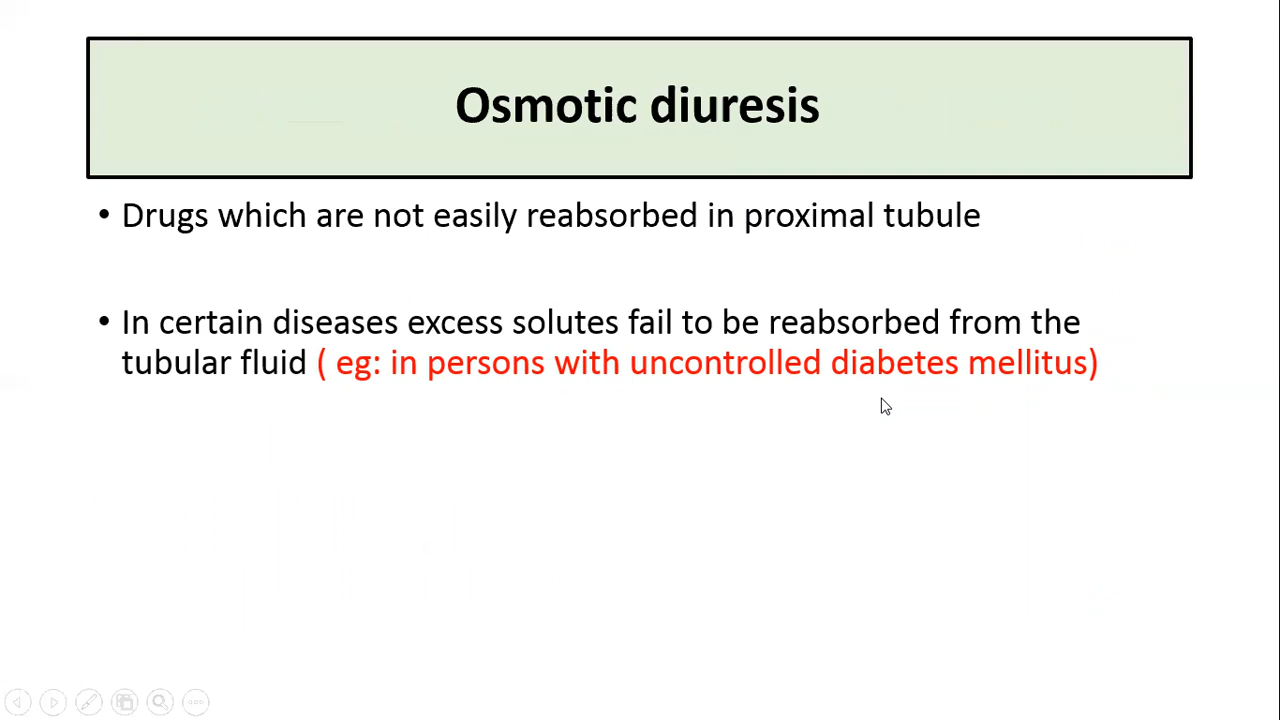 Osmotic diuresis
• Drugs which are not easily reabsorbed in proximal tubule
• In certain diseases excess solutes fail to be reabsorbed from the
tubular fluid ( eg: in persons with uncontrolled diabetes mellitus)